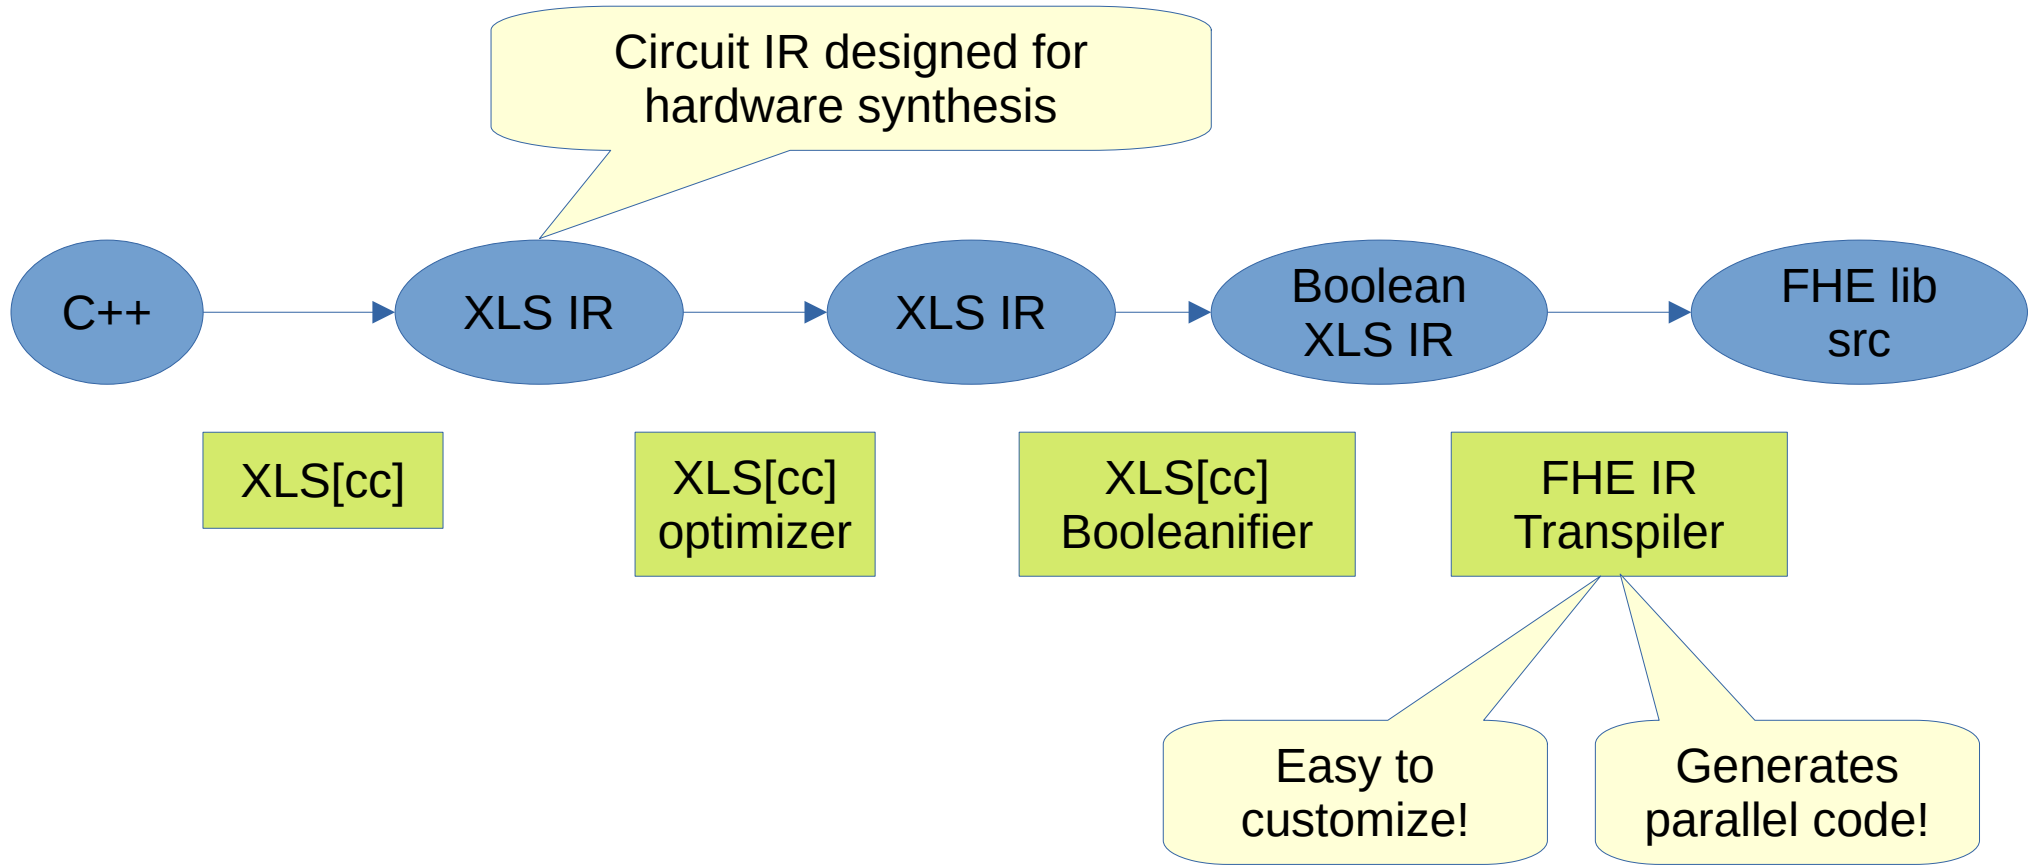 Circuit IR designed for
hardware synthesis
C++
XLS IR
XLS IR
Boolean
XLS IR
FHE lib
src
XLS[cc]
XLS[cc]
optimizer
XLS[cc]
Booleanifier
FHE IR
Transpiler
Easy to
customize!
Generates
parallel code!